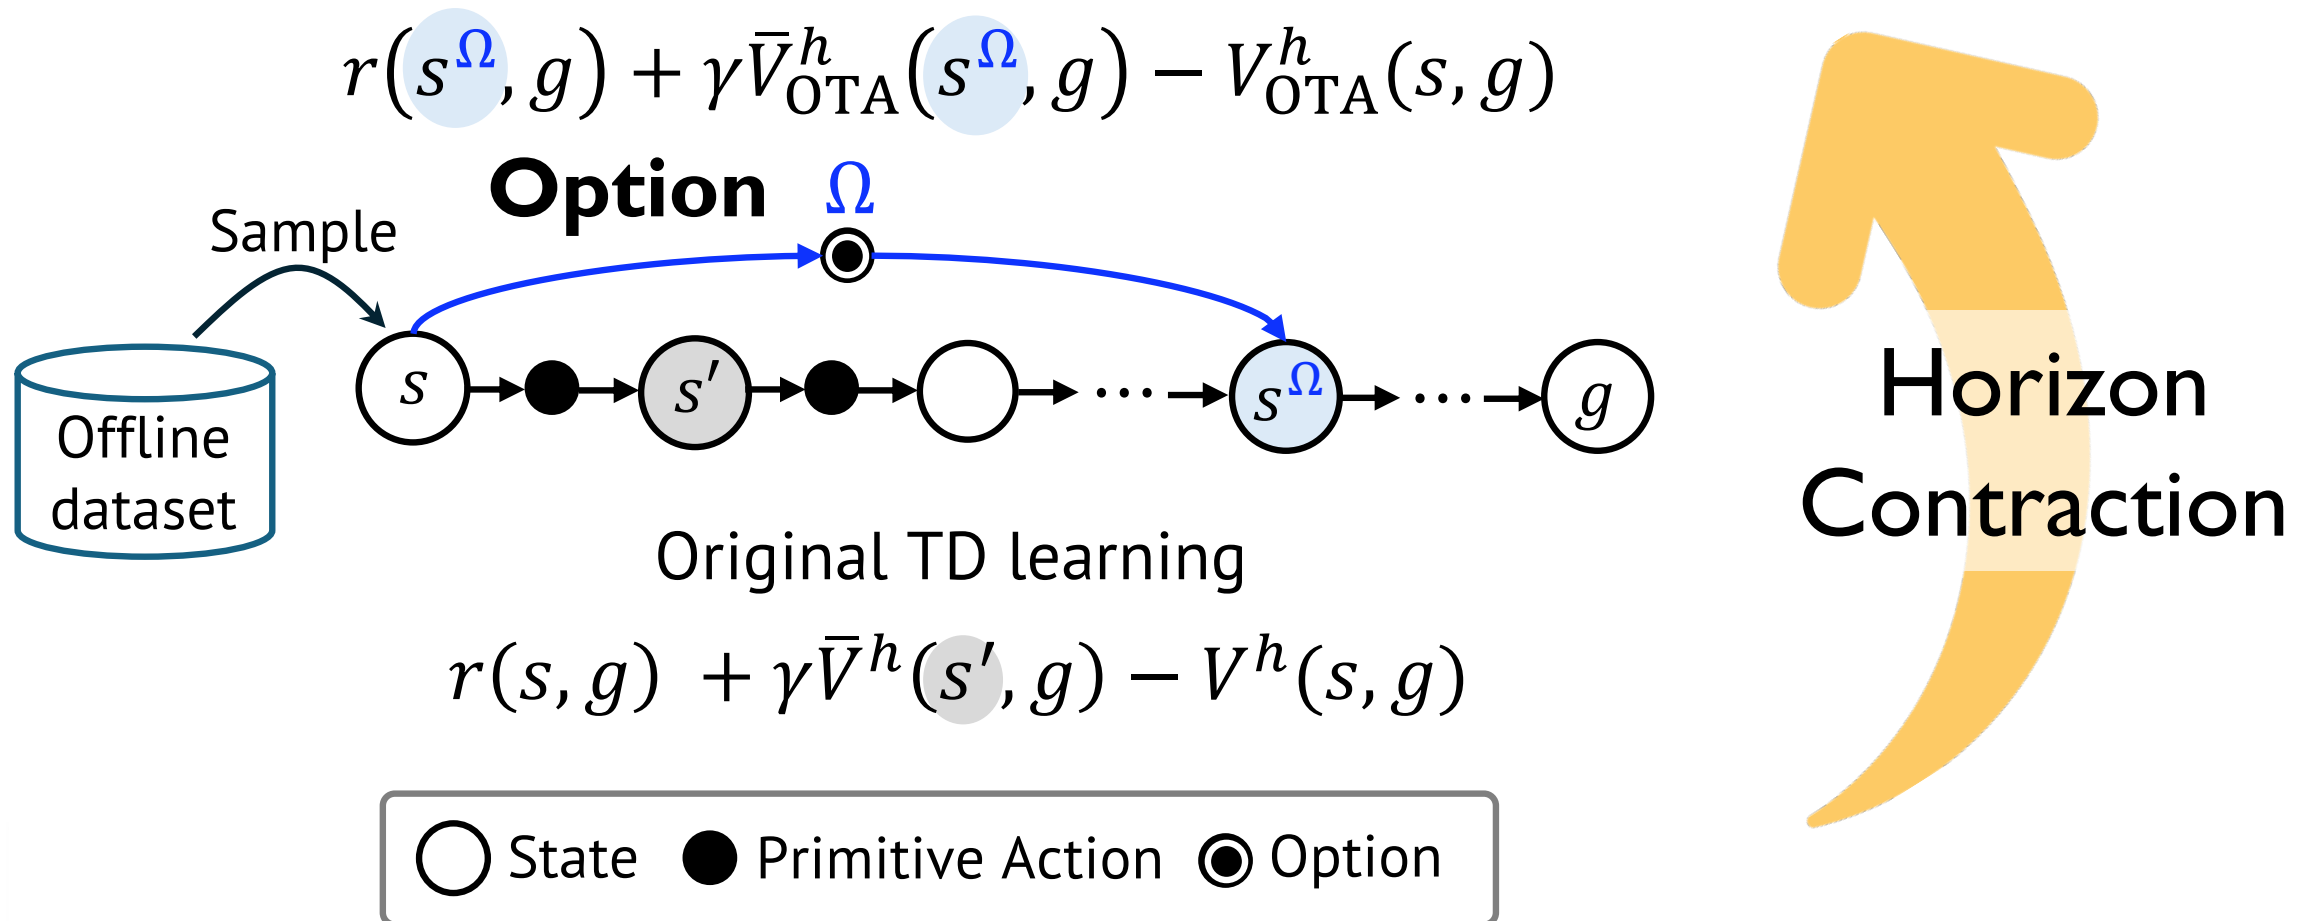 r(s^Ω, g) + γV̄^h_OTA(s^Ω, g) − V^h_OTA(s, g)
Option Ω
Sample
Offline
dataset
s
s′
···
s^Ω
···
g
Horizon
Contraction
Original TD learning
r(s, g) + γV̄^h(s′, g) − V^h(s, g)
State
Primitive Action
Option